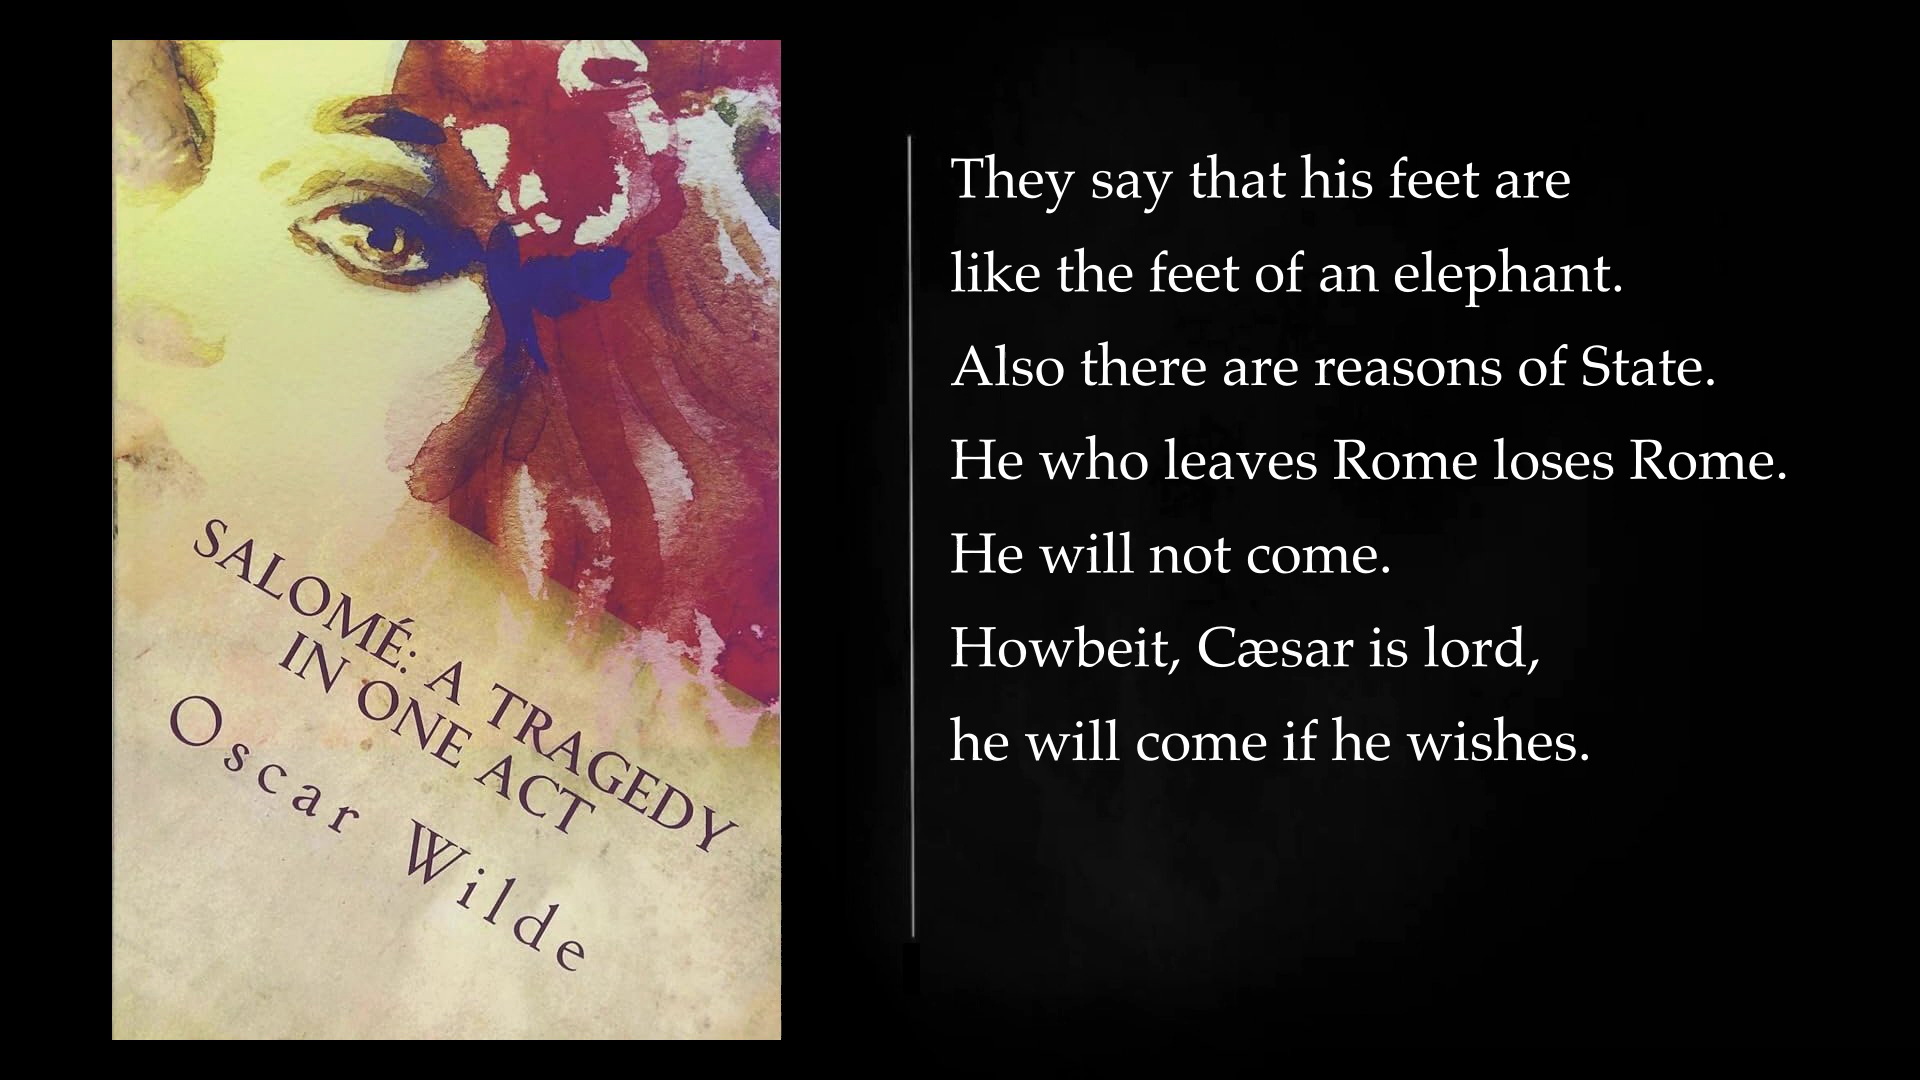 SALOMÉ: A TRAGEDY
IN ONE ACT
Oscar Wilde
They say that his feet are
like the feet of an elephant.
Also there are reasons of State.
He who leaves Rome loses Rome.
He will not come.
Howbeit, Cæsar is lord,
he will come if he wishes.